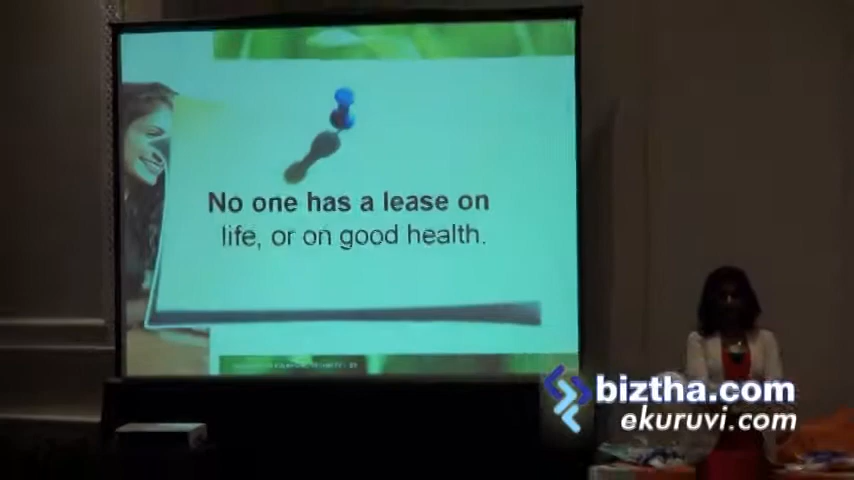 No one has a lease on
life, or on good health.
biztha.com
ekuruvi.com